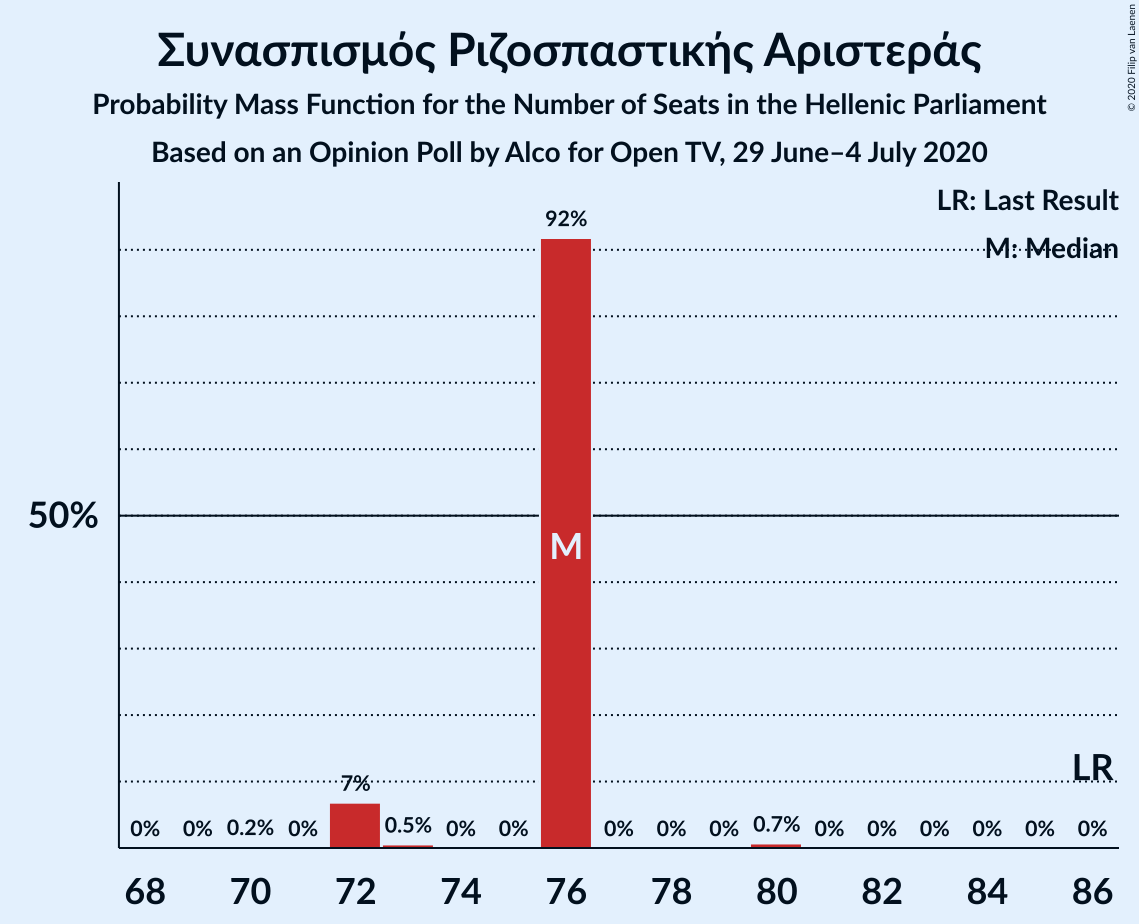 Συνασπισμός Ριζοσπαστικής Αριστεράς
Probability Mass Function for the Number of Seats in the Hellenic Parliament
Based on an Opinion Poll by Alco for Open TV, 29 June–4 July 2020
© 2020 Filip van Laenen
LR: Last Result
M: Median
92%
50%
M
LR
7%
0% 0% 0.2% 0% 0.5% 0% 0% 0% 0% 0% 0.7% 0% 0% 0% 0% 0% 0%
68 70 72 74 76 78 80 82 84 86